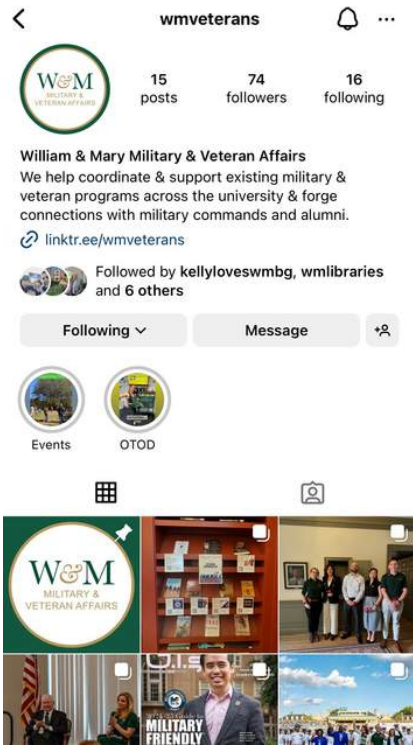 wmveterans
W&M
MILITARY &
VETERAN AFFAIRS
15
posts
74
followers
16
following
William & Mary Military & Veteran Affairs
We help coordinate & support existing military &
veteran programs across the university & forge
connections with military commands and alumni.
linktr.ee/wmveterans
Followed by kellyloveswmbg, wmlibraries
and 6 others
Following
Message
Events
OTOD
W&M
MILITARY &
VETERAN AFFAIRS
MILITARY
FRIENDLY